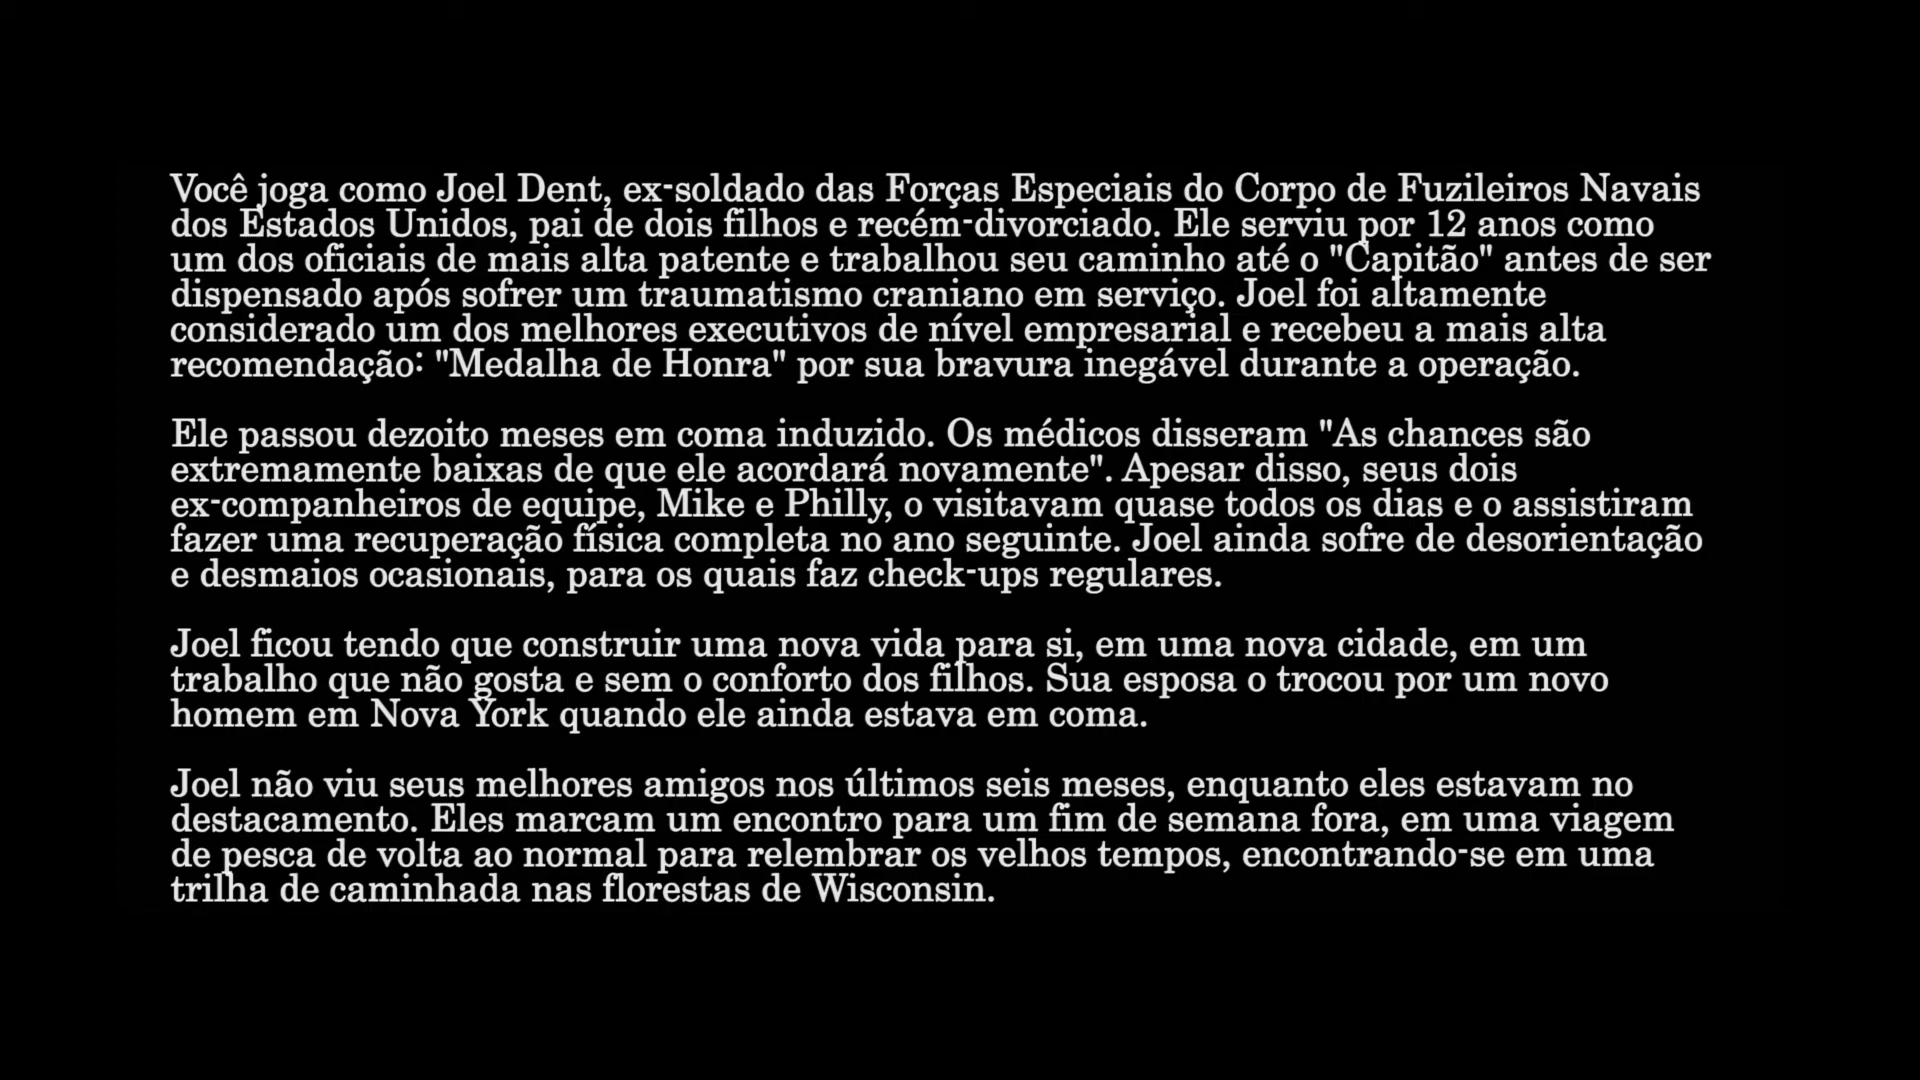 Você joga como Joel Dent, ex-soldado das Forças Especiais do Corpo de Fuzileiros Navais
dos Estados Unidos, pai de dois filhos e recém-divorciado. Ele serviu por 12 anos como
um dos oficiais de mais alta patente e trabalhou seu caminho até o "Capitão" antes de ser
dispensado após sofrer um traumatismo craniano em serviço. Joel foi altamente
considerado um dos melhores executivos de nível empresarial e recebeu a mais alta
recomendação: "Medalha de Honra" por sua bravura inegável durante a operação.
Ele passou dezoito meses em coma induzido. Os médicos disseram "As chances são
extremamente baixas de que ele acordará novamente". Apesar disso, seus dois
ex-companheiros de equipe, Mike e Philly, o visitavam quase todos os dias e o assistiram
fazer uma recuperação física completa no ano seguinte. Joel ainda sofre de desorientação
e desmaios ocasionais, para os quais faz check-ups regulares.
Joel ficou tendo que construir uma nova vida para si, em uma nova cidade, em um
trabalho que não gosta e sem o conforto dos filhos. Sua esposa o trocou por um novo
homem em Nova York quando ele ainda estava em coma.
Joel não viu seus melhores amigos nos últimos seis meses, enquanto eles estavam no
destacamento. Eles marcam um encontro para um fim de semana fora, em uma viagem
de pesca de volta ao normal para relembrar os velhos tempos, encontrando-se em uma
trilha de caminhada nas florestas de Wisconsin.